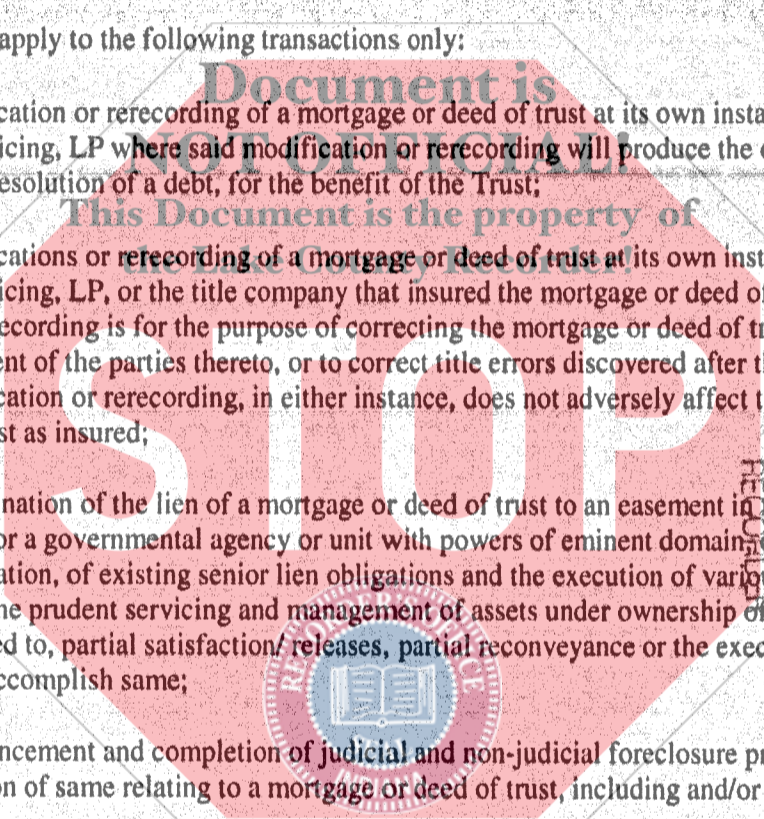 apply to the following transactions only:
Document is
cation or rerecording of a mortgage or deed of trust at its own insta
NOT OFFICIAL!
icing, LP where said modification or rerecording will produce the
esolution of a debt, for the benefit of the Trust;
This Document is the property of
the Lake County Recorder!
cations or rerecording of a mortgage or deed of trust at its own inst
icing, LP, or the title company that insured the mortgage or deed o
ecording is for the purpose of correcting the mortgage or deed of tr
ent of the parties thereto, or to correct title errors discovered after t
cation or rerecording, in either instance, does not adversely affect t
st as insured;
STOP
nation of the lien of a mortgage or deed of trust to an easement in
or a governmental agency or unit with powers of eminent domain,
ation, of existing senior lien obligations and the execution of variou
ne prudent servicing and management of assets under ownership of
ed to, partial satisfaction/ releases, partial reconveyance or the exec
ccomplish same;
RECORDER'S OFFICE
SEAL
INDIANA
ncement and completion of judicial and non-judicial foreclosure pr
on of same relating to a mortgage or deed of trust, including and/or